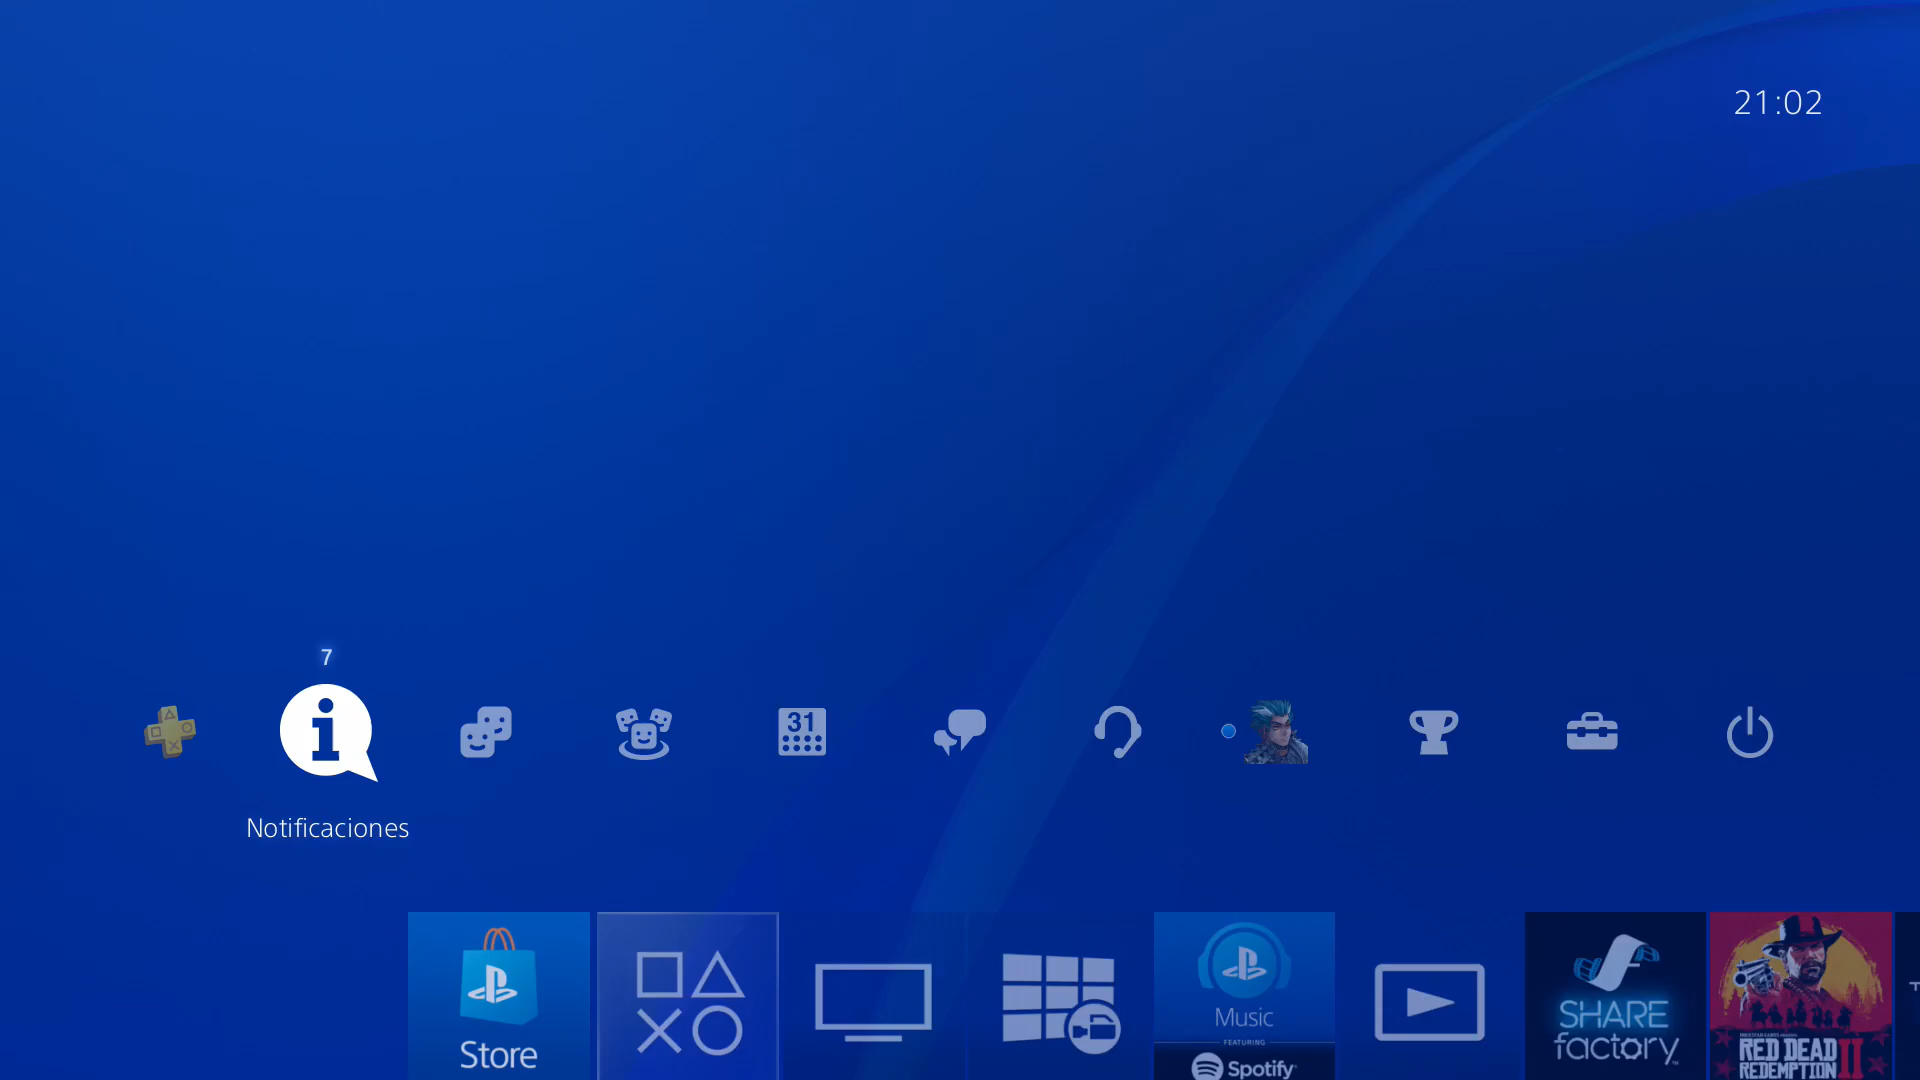 21:02
7
31
Notificaciones
Store
Music
FEATURING
Spotify
SHARE
factory
RED DEAD
REDEMPTION II